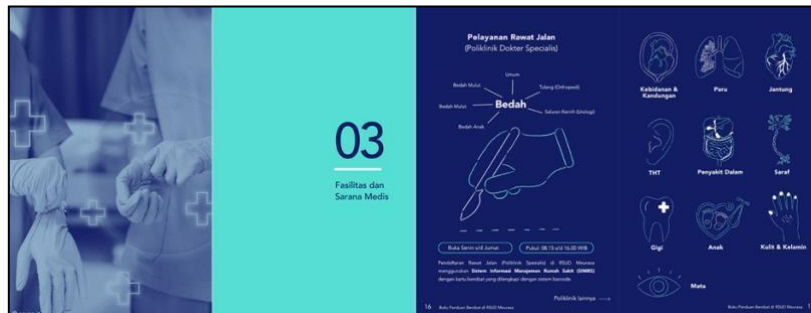 03
Fasilitas dan
Sarana Medis
Pelayanan Rawat Jalan
(Poliklinik Dokter Spesialis)
Umum
Bedah Mulut
Tulang (Orthopedi)
Bedah Mulut
Bedah
Saluran Kemih (Urologi)
Bedah Anak
Buka Senin s/d Jumat
Pukul: 08.15 s/d 16.30 WIB
Pendaftaran Rawat Jalan (Poliklinik Spesialis) di RSUD Meuraxa
menggunakan Sistem Informasi Manajemen Rumah Sakit (SIMRS)
dengan kartu berobat yang dilengkapi dengan sistem barcode.
Poliklinik lainnya
16 Buku Panduan Berobat di RSUD Meuraxa
Kebidanan &
Kandungan
Paru
Jantung
THT
Penyakit Dalam
Saraf
Gigi
Anak
Kulit & Kelamin
Mata
Buku Panduan Berobat di RSUD Meuraxa